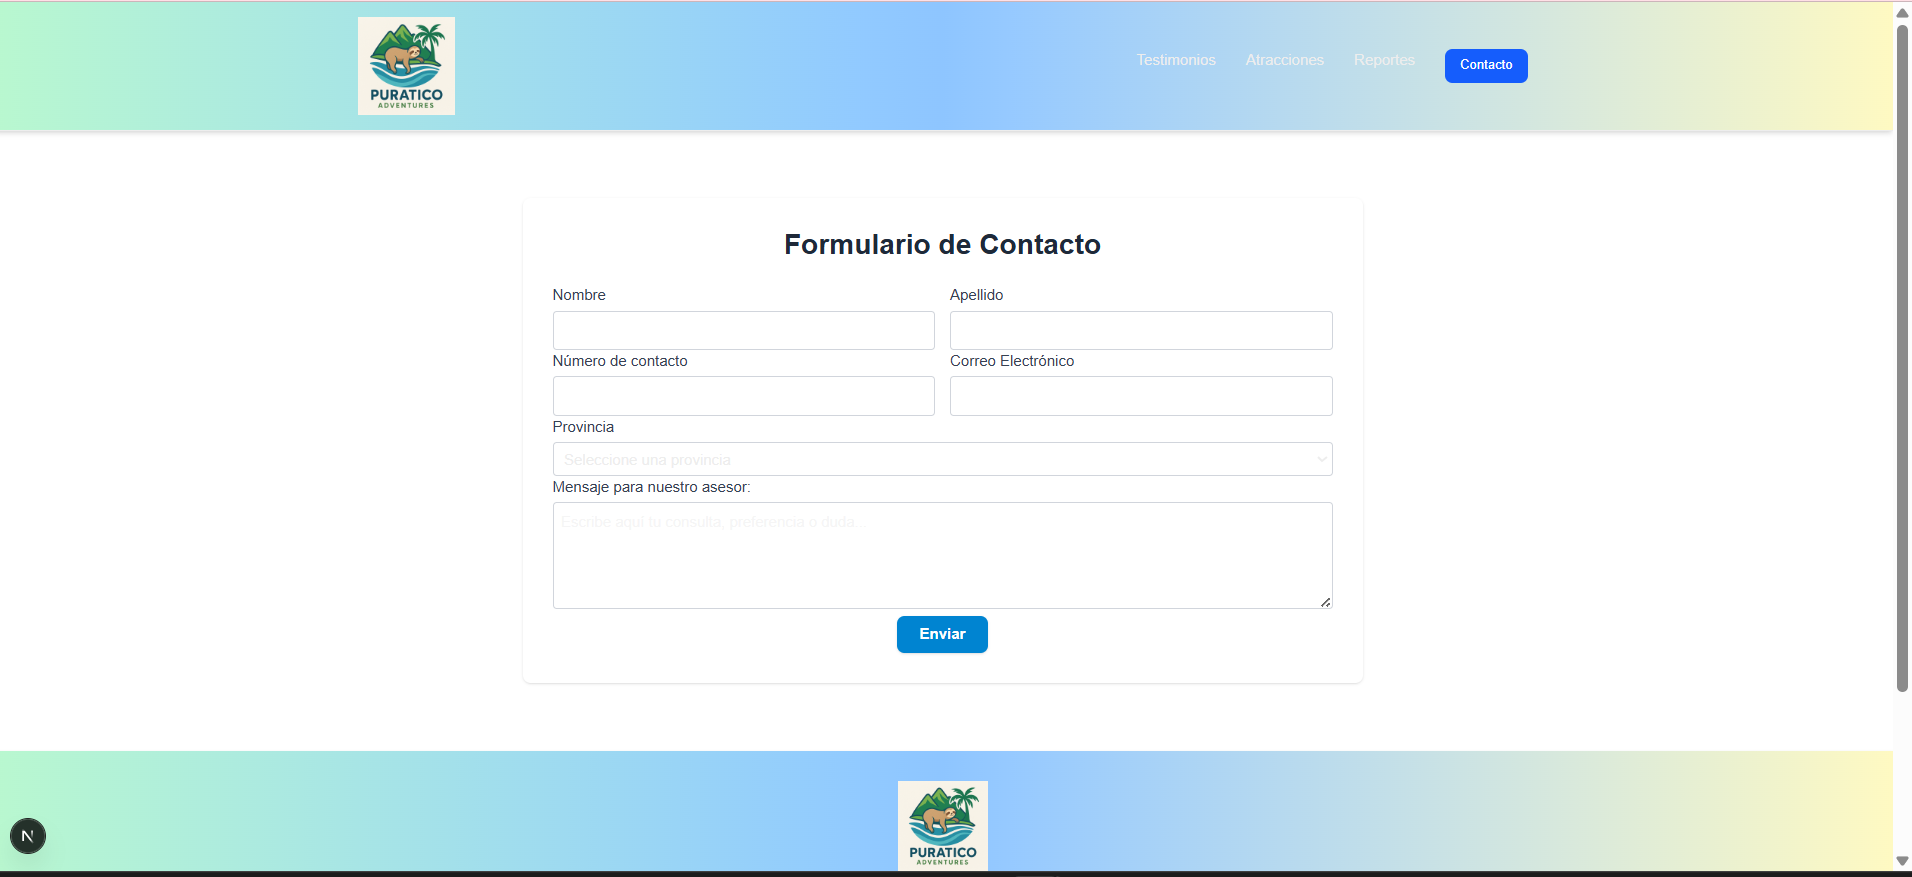 PURATICO
ADVENTURES
Testimonios
Atracciones
Reportes
Contacto
Formulario de Contacto
Nombre
Apellido
Número de contacto
Correo Electrónico
Provincia
Seleccione una provincia
Mensaje para nuestro asesor:
Escribe aquí tu consulta, preferencia o duda...
Enviar
PURATICO
ADVENTURES
N